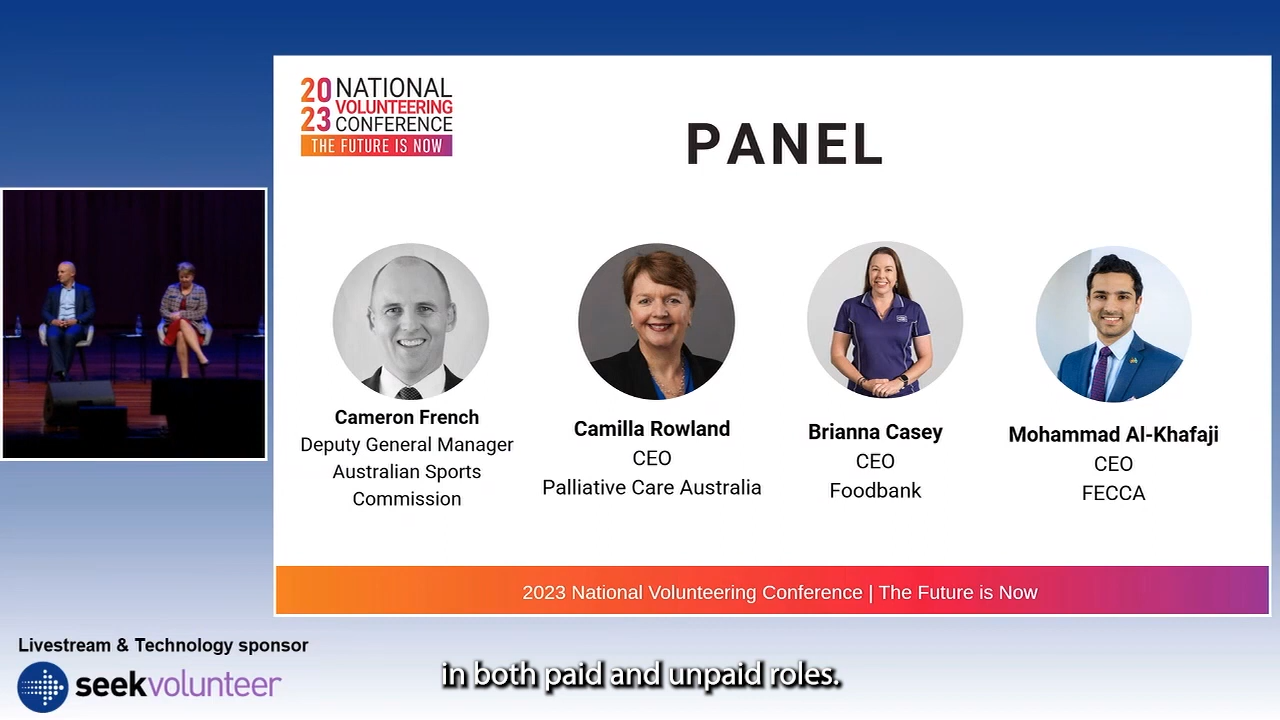 20 NATIONAL
VOLUNTEERING
23 CONFERENCE
THE FUTURE IS NOW
PANEL
Cameron French
Deputy General Manager
Australian Sports
Commission
Camilla Rowland
CEO
Palliative Care Australia
Brianna Casey
CEO
Foodbank
Mohammad Al-Khafaji
CEO
FECCA
2023 National Volunteering Conference | The Future is Now
Livestream & Technology sponsor
seekvolunteer
in both paid and unpaid roles.